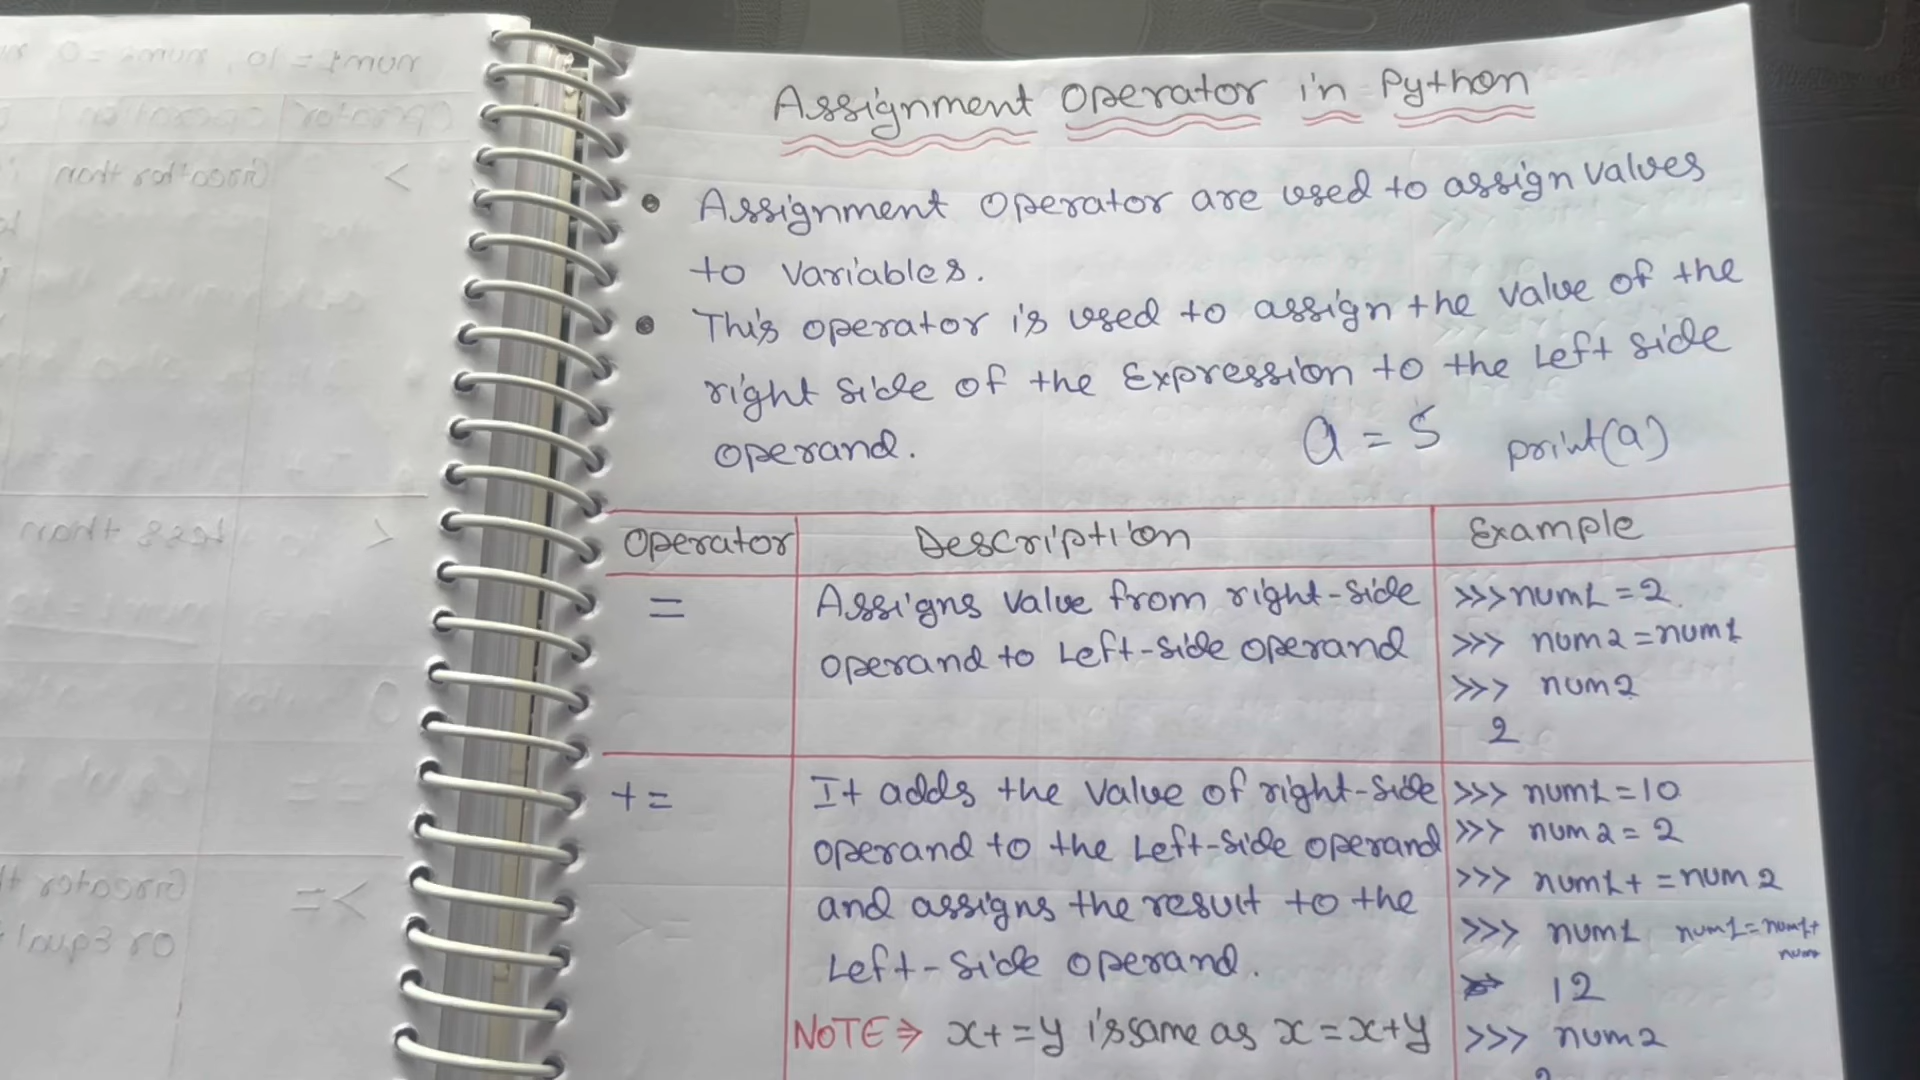 Assignment Operator in Python
• Assignment Operator are used to assign values
to variables.
• This operator is used to assign the value of the
right side of the Expression to the Left side
operand.
a = 5 print(a)
Operator Description Example
= Assigns value from right-side
operand to Left-side operand
>>> num1 = 2
>>> num2 = num1
>>> num2
2
+= It adds the value of right-side
operand to the Left-side operand
and assigns the result to the
Left-side operand.
NOTE ⇒ x+=y is same as x=x+y
>>> num1 = 10
>>> num2 = 2
>>> num1+=num2
>>> num1 num1=num1+
12
>>> num2